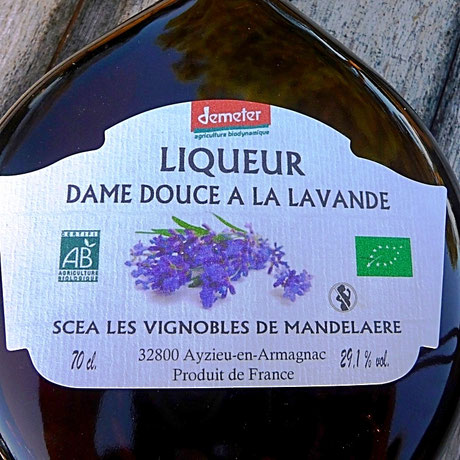 demeter
agriculture biodynamique
LIQUEUR
DAME DOUCE A LA LAVANDE
CERTIFIÉ
AB
AGRICULTURE
BIOLOGIQUE
SCEA LES VIGNOBLES DE MANDELAERE
70 cl.
32800 Ayzieu-en-Armagnac
29,1 % vol.
Produit de France